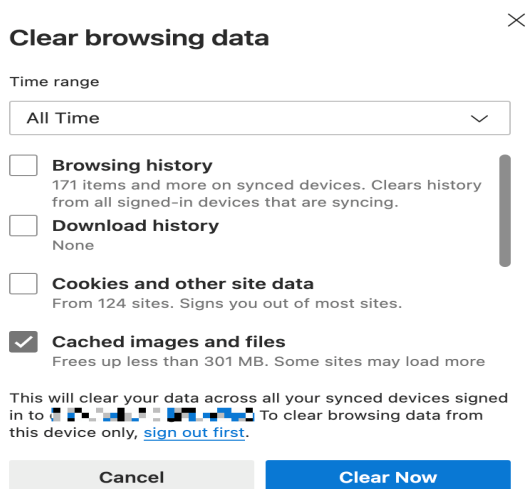 Clear browsing data
Time range
All Time
Browsing history
171 items and more on synced devices. Clears history
from all signed-in devices that are syncing.
Download history
None
Cookies and other site data
From 124 sites. Signs you out of most sites.
Cached images and files
Frees up less than 301 MB. Some sites may load more
This will clear your data across all your synced devices signed
in to To clear browsing data from
this device only, sign out first.
Cancel
Clear Now